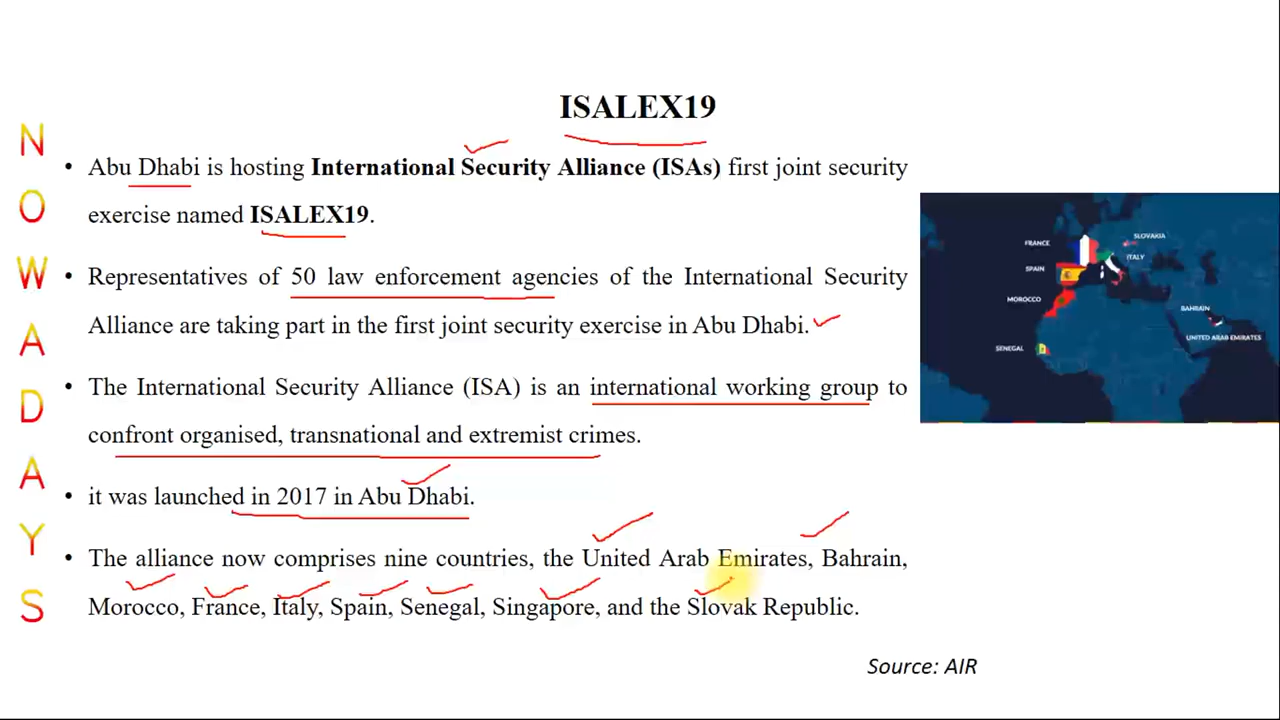 ISALEX19
NOWADAYS
• Abu Dhabi is hosting International Security Alliance (ISAs) first joint security
exercise named ISALEX19.
• Representatives of 50 law enforcement agencies of the International Security
Alliance are taking part in the first joint security exercise in Abu Dhabi.
• The International Security Alliance (ISA) is an international working group to
confront organised, transnational and extremist crimes.
• it was launched in 2017 in Abu Dhabi.
• The alliance now comprises nine countries, the United Arab Emirates, Bahrain,
Morocco, France, Italy, Spain, Senegal, Singapore, and the Slovak Republic.
SLOVAKIA
FRANCE
ITALY
SPAIN
MOROCCO
BAHRAIN
UNITED ARAB EMIRATES
SENEGAL
Source: AIR